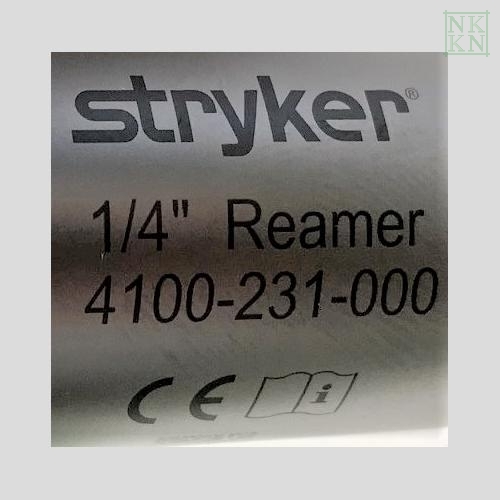 NK
KN
stryker®
1/4" Reamer
4100-231-000
CE i